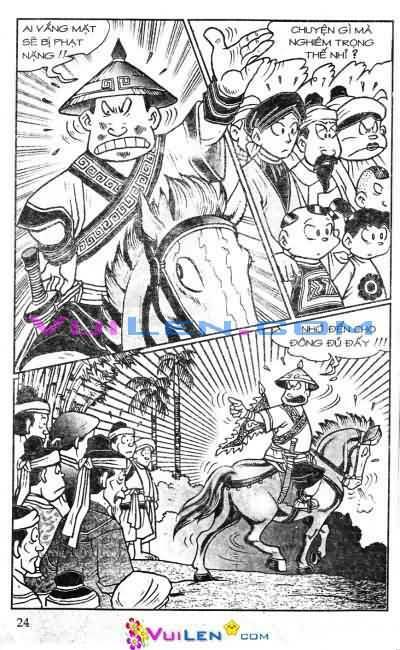 AI VẮNG MẶT
SẼ BỊ PHẠT
NẶNG !!
CHUYỆN GÌ MÀ
NGHIÊM TRỌNG
THẾ NHỈ ?
VUILEN.COM
NHỚ ĐẾN CHO
ĐÔNG ĐỦ ĐẤY !!!
24
VUILEN.COM